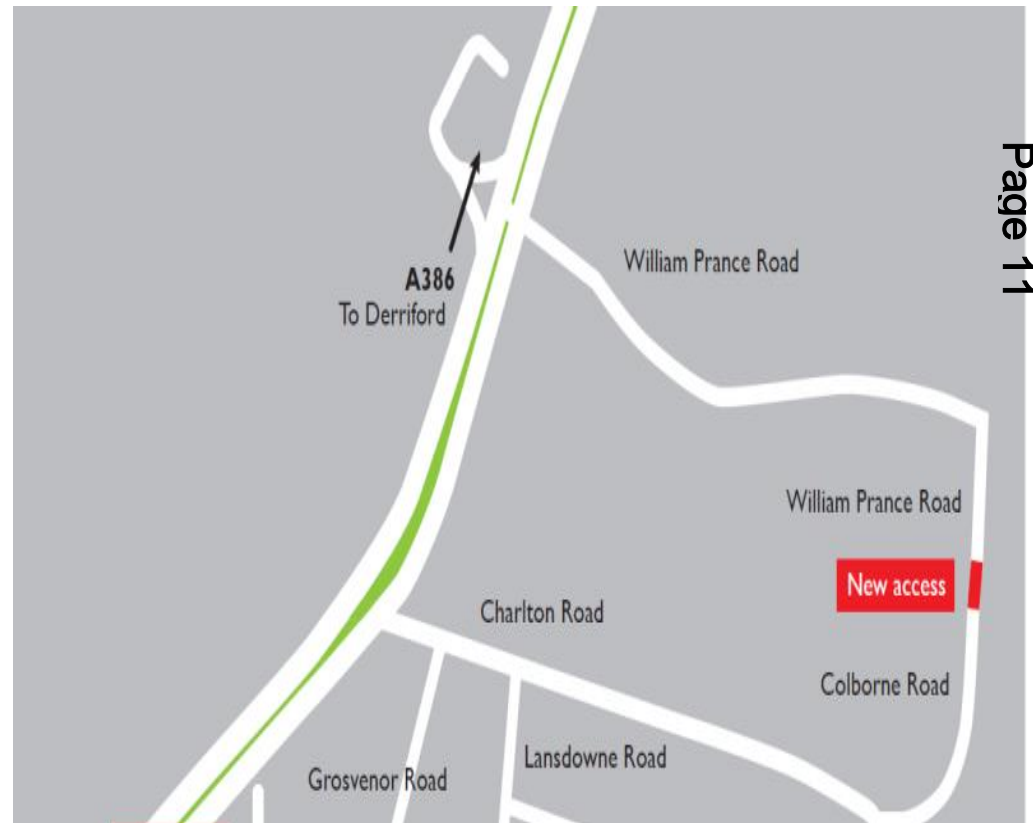 Page 11
William Prance Road
A386
To Derriford
William Prance Road
New access
Charlton Road
Colborne Road
Lansdowne Road
Grosvenor Road